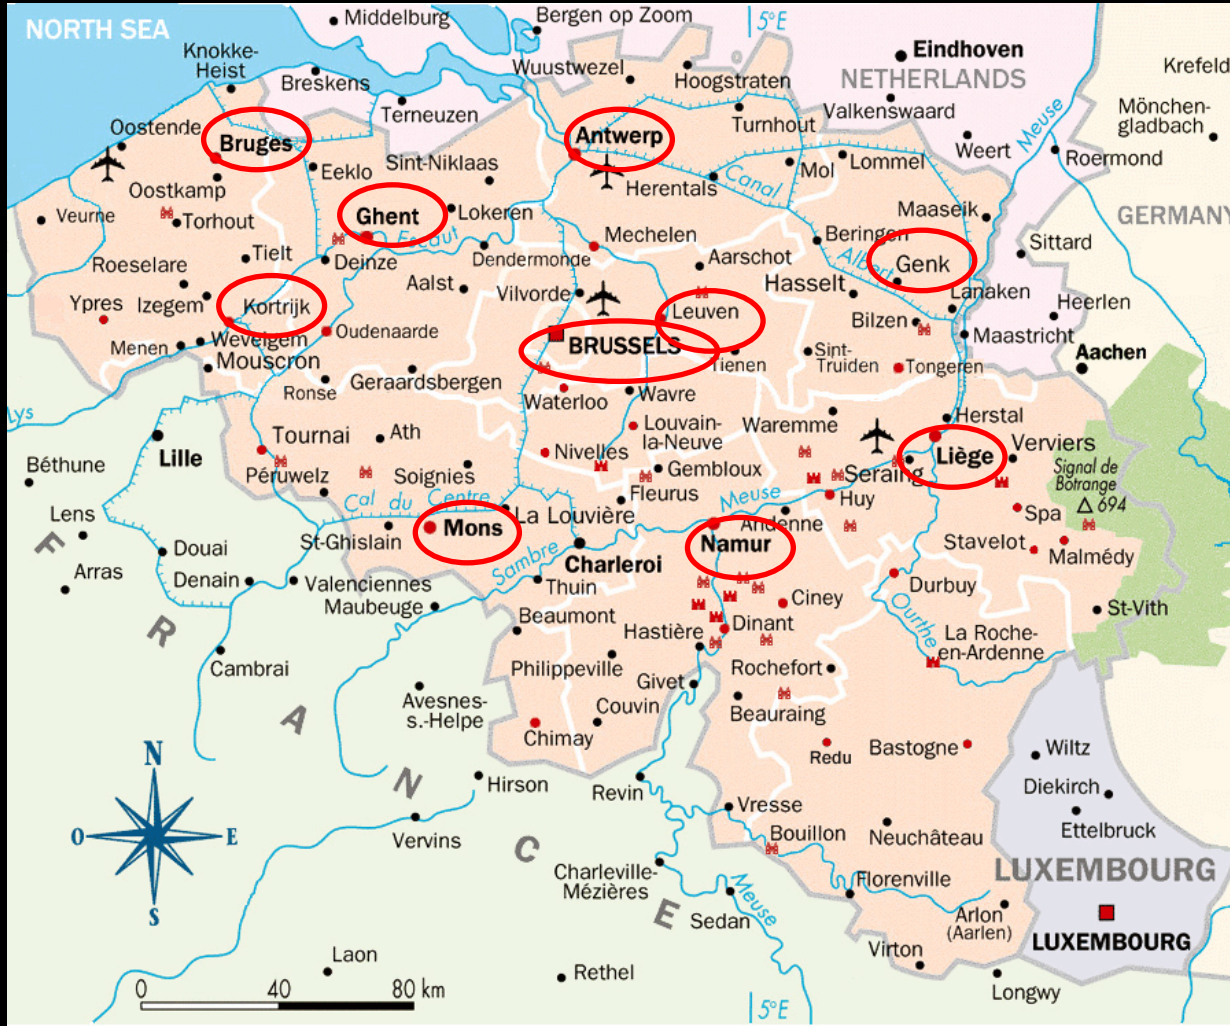 NORTH SEA
Middelburg
Bergen op Zoom
5°E
Knokke-
Heist
Breskens
Wuustwezel
Hoogstraten
Eindhoven
NETHERLANDS
Krefeld
Terneuzen
Turnhout
Valkenswaard
Meuse
Mönchen-
gladbach
Oostende
Bruges
Antwerp
Weert
Roermond
Eeklo
Sint-Niklaas
Mol
Lommel
Oostkamp
Herentals
Canal
Veurne
Torhout
Ghent
Lokeren
Maaseik
GERMANY
Escaut
Mechelen
Beringen
Sittard
Tielt
Deinze
Dendermonde
Aarschot
Albert
Genk
Roeselare
Aalst
Vilvorde
Hasselt
Lanaken
Heerlen
Ypres
Izegem
Kortrijk
Leuven
Bilzen
Maastricht
Oudenaarde
Menen
Wevelgem
BRUSSELS
Mouscron
Tienen
Sint-
Truiden
Tongeren
Aachen
Ronse
Geraardsbergen
Waterloo
Wavre
Lys
Herstal
Tournai
Ath
Louvain-
la-Neuve
Waremme
Lille
Nivelles
Liège
Verviers
Béthune
Péruwelz
Soignies
Gembloux
Seraing
Signal de
Botrange
694
Cal du Centre
Fleurus
Meuse
Huy
Lens
La Louvière
Andenne
Spa
Mons
St-Ghislain
Namur
Stavelot
Malmédy
Douai
Sambre
Charleroi
Arras
Denain
Valenciennes
Thuin
Durbuy
Maubeuge
Ciney
Ourthe
St-Vith
Beaumont
Hastière
Dinant
La Roche-
en-Ardenne
Cambrai
Philippeville
Rochefort
Givet
Avesnes-
s.-Helpe
Couvin
Beauraing
Chimay
Redu
Bastogne
Wiltz
N
Hirson
Revin
Diekirch
Vresse
O
E
Vervins
Bouillon
Neuchâteau
Ettelbruck
FRANCE
Charleville-
Mézières
LUXEMBOURG
Florenville
Meuse
S
Sedan
Arlon
(Aarlen)
LUXEMBOURG
Laon
Virton
Rethel
0 40 80 km
Longwy
5°E